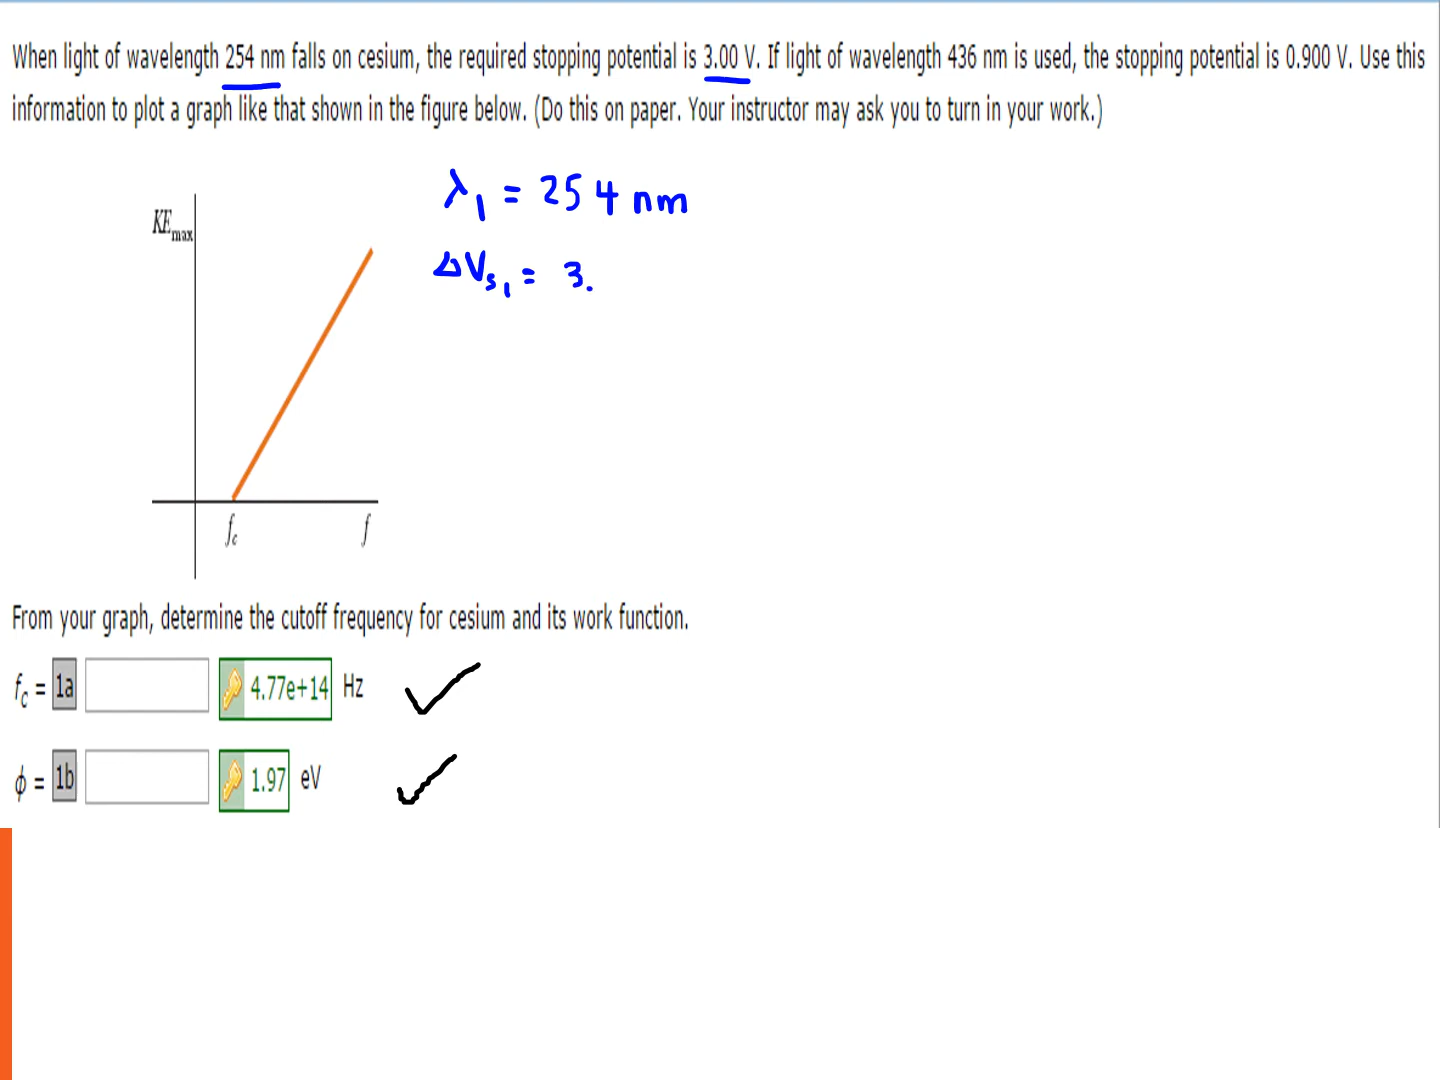 When light of wavelength 254 nm falls on cesium, the required stopping potential is 3.00 V. If light of wavelength 436 nm is used, the stopping potential is 0.900 V. Use this
information to plot a graph like that shown in the figure below. (Do this on paper. Your instructor may ask you to turn in your work.)
λ₁ = 254 nm
KEmax
ΔVs₁ = 3.
fc
f
From your graph, determine the cutoff frequency for cesium and its work function.
fc = 1a 4.77e+14 Hz
ϕ = 1b 1.97 eV